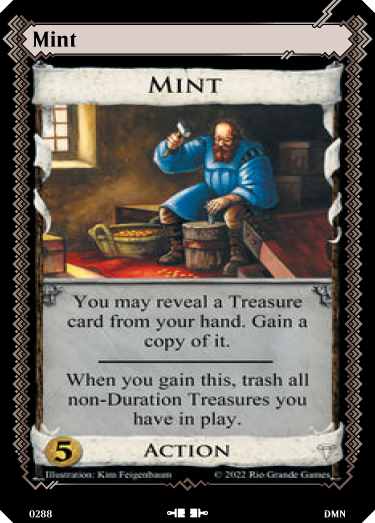 Mint
MINT
You may reveal a Treasure
card from your hand. Gain a
copy of it.
When you gain this, trash all
non-Duration Treasures you
have in play.
5
ACTION
Illustration: Kim Feigenbaum
© 2022 Rio Grande Games
0288
DMN